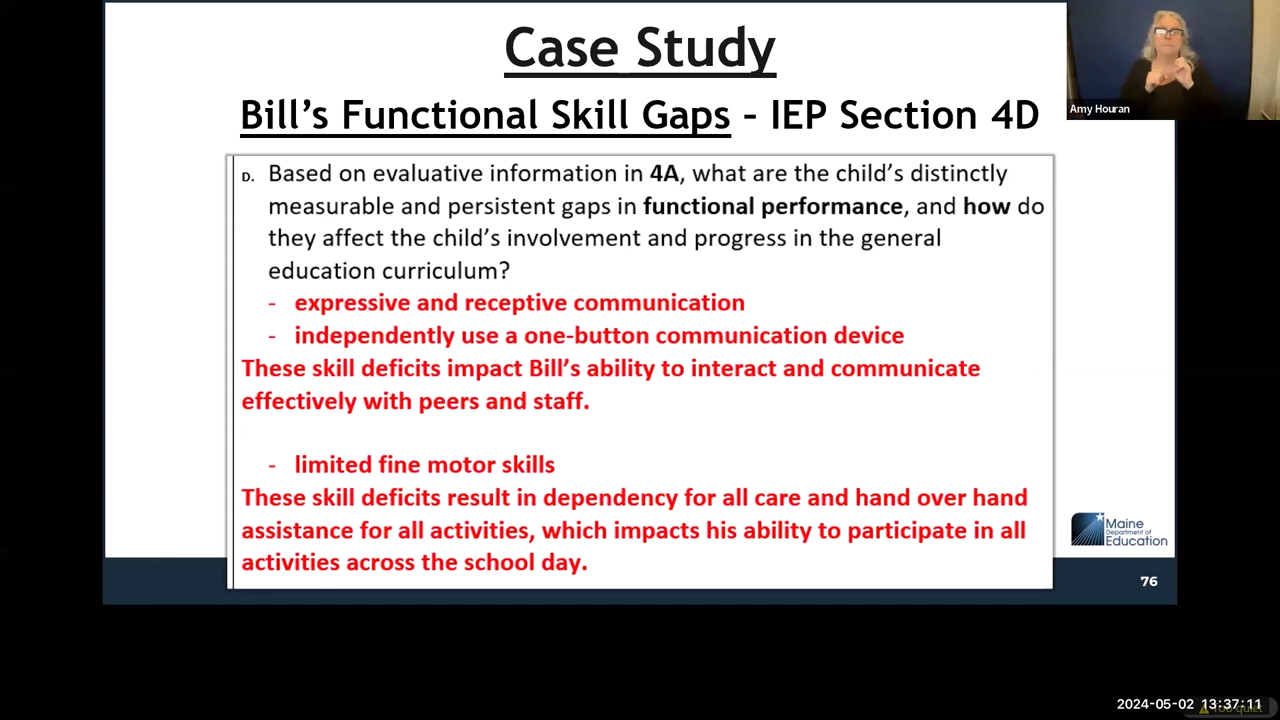 Case Study
Bill's Functional Skill Gaps - IEP Section 4D
Amy Houran
D. Based on evaluative information in 4A, what are the child's distinctly
measurable and persistent gaps in functional performance, and how do
they affect the child's involvement and progress in the general
education curriculum?
- expressive and receptive communication
- independently use a one-button communication device
These skill deficits impact Bill's ability to interact and communicate
effectively with peers and staff.
- limited fine motor skills
These skill deficits result in dependency for all care and hand over hand
assistance for all activities, which impacts his ability to participate in all
activities across the school day.
Maine
Department of
Education
76
2024-05-02 13:37:11